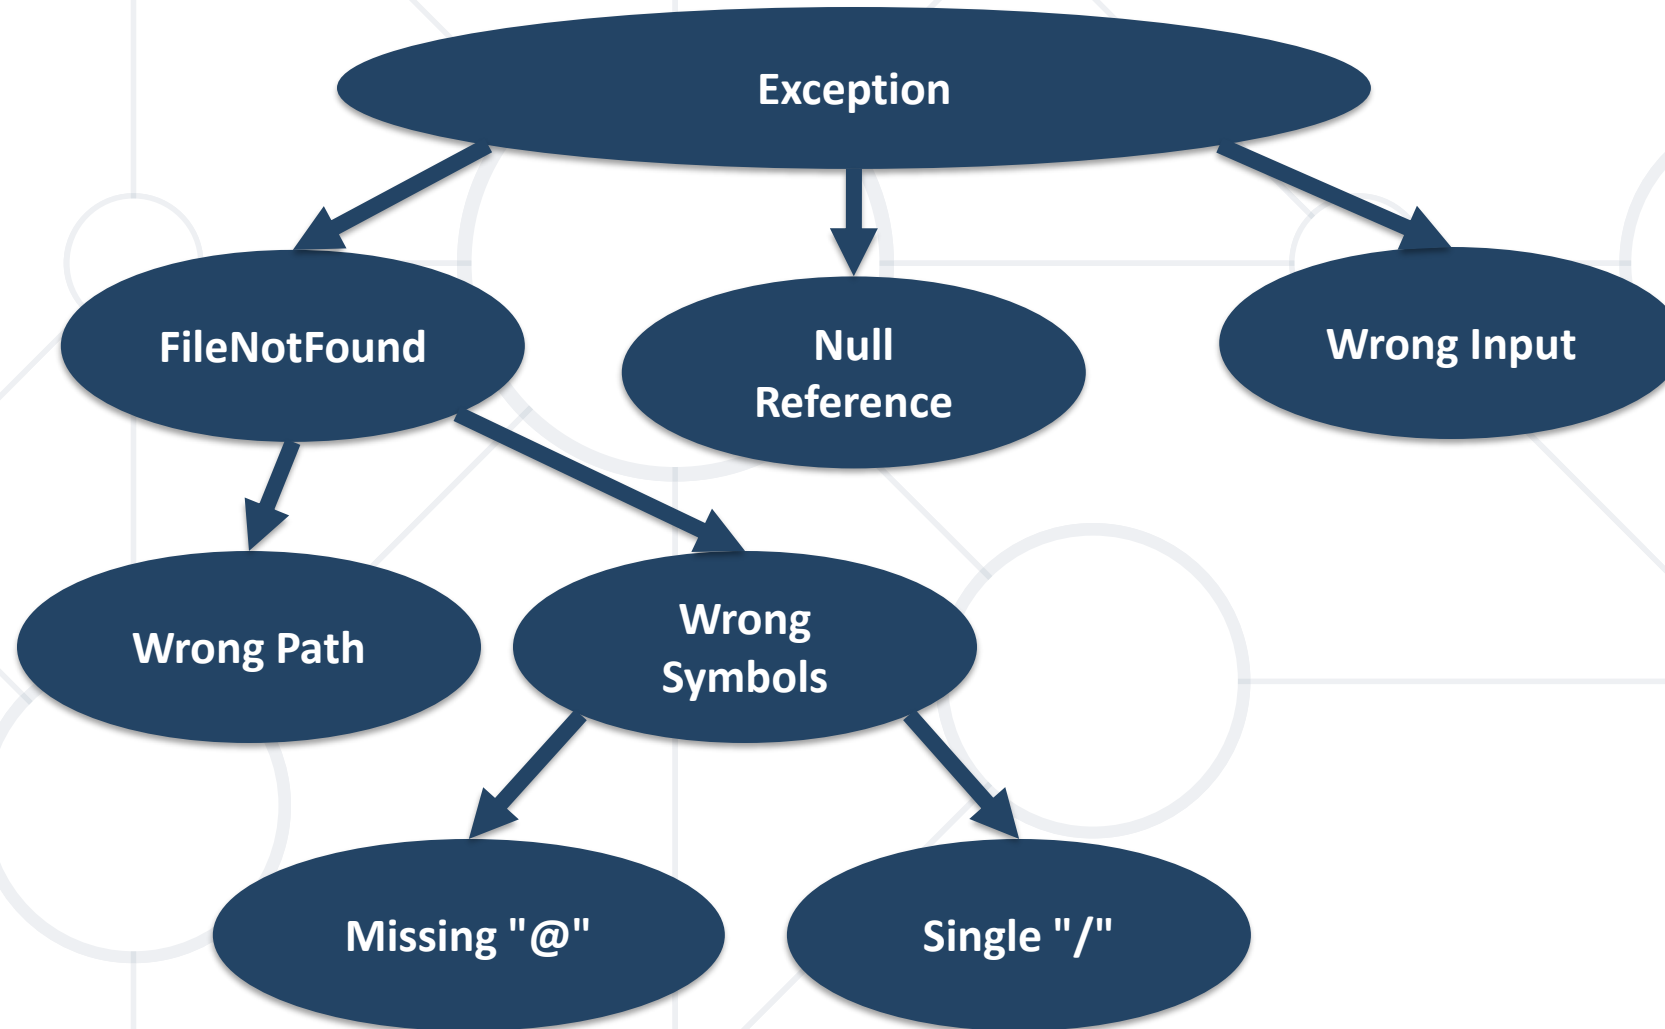 Exception
FileNotFound
Null
Reference
Wrong Input
Wrong Path
Wrong
Symbols
Missing "@"
Single "/"